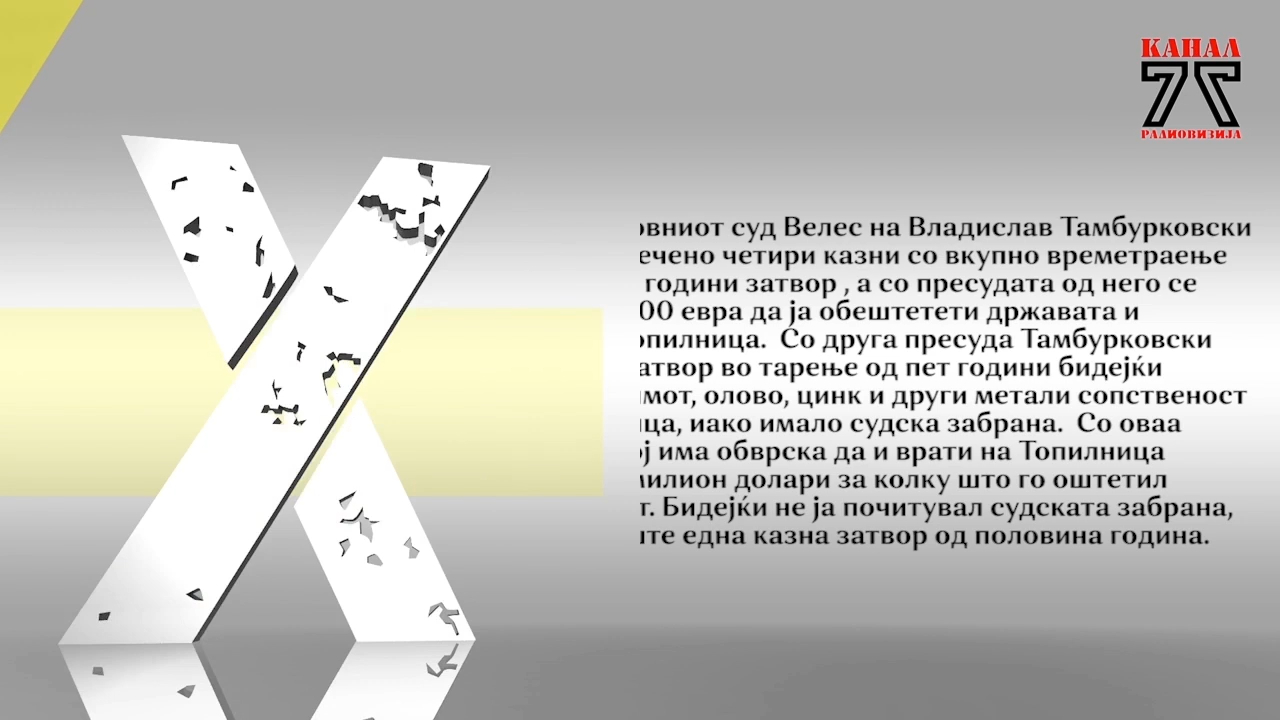 КАНАЛ
77
РАДИОВИЗИЈА
овниот суд Велес на Владислав Тамбурковски
ечено четири казни со вкупно времетраење
години затвор , а со пресудата од него се
00 евра да ја обештетети државата и
опилница. Со друга пресуда Тамбурковски
атвор во тарење од пет години бидејќи
имот, олово, цинк и други метали сопственост
ица, иако имало судска забрана. Со оваа
ој има обврска да и врати на Топилница
милион долари за колку што го оштетил
т. Бидејќи не ја почитувал судската забрана,
ште една казна затвор од половина година.